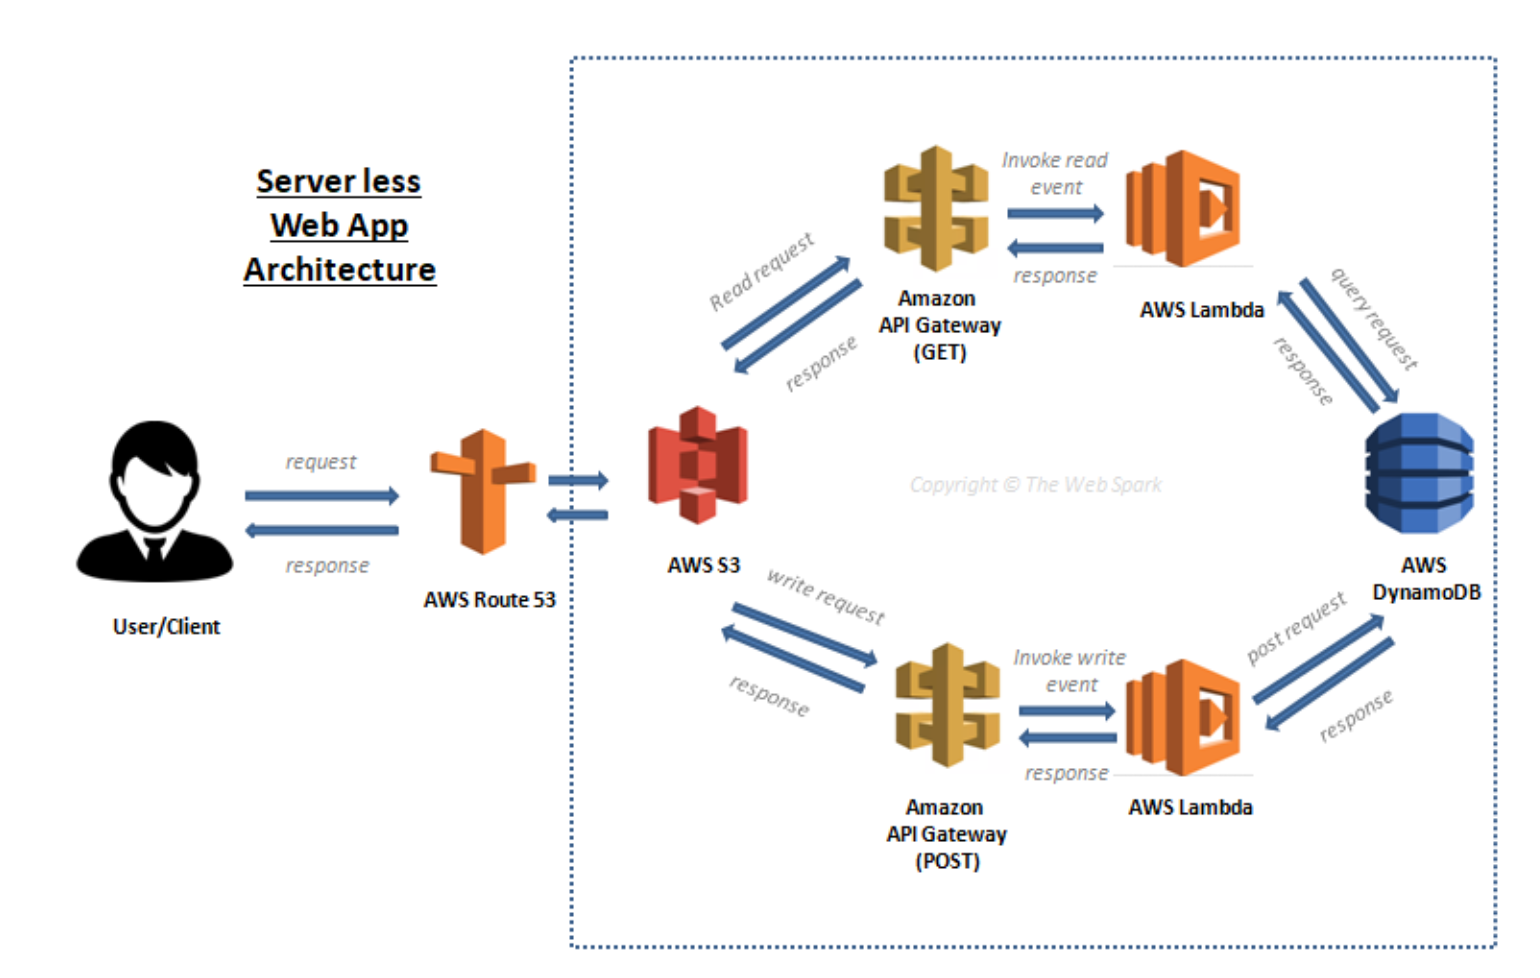 Server less
Web App
Architecture
Invoke read
event
response
Read request
response
Amazon
API Gateway
(GET)
AWS Lambda
query request
response
request
response
User/Client
AWS Route 53
AWS S3
Copyright © The Web Spark
AWS
DynamoDB
write request
response
Invoke write
event
response
post request
response
Amazon
API Gateway
(POST)
AWS Lambda